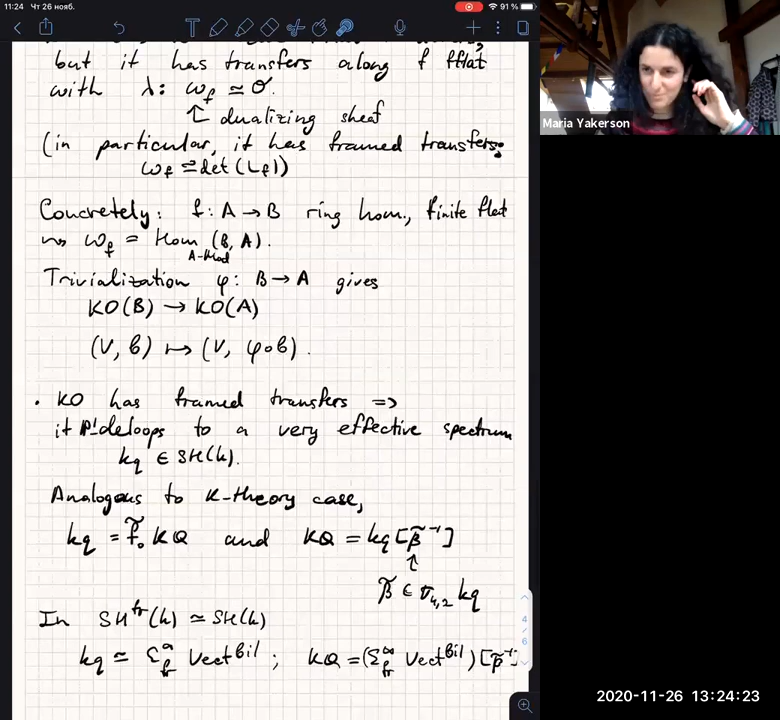 11:24 Чт 26 нояб.
91 %
but it has transfers along f fflat
with λ: ω_f ≃ O.
↑ dualizing sheaf
(in particular, it has framed transfers:
ω_f ≃ det(L_f))
Concretely: f: A → B ring hom., finite flat
⇝ ω_f = Hom_{A-Mod}(B, A).
Trivialization φ: B → A gives
KO(B) → KO(A)
(V, b) ↦ (V, φ∘b).
• KO has framed transfers =>
it P¹-deloops to a very effective spectrum
kq ∈ SH(k).
Analogous to K-theory case,
kq = f̃₀ KQ and KQ = kq[β̃⁻¹]
↑
β̃ ∈ π_{4,2} kq
In SH^{fr}(k) ≃ SH(k)
kq ≃ Σ^∞_{fr} Vect^{bil}; KQ = (Σ^∞_{fr} Vect^{bil})[β̃⁻¹]
4
/
6
Maria Yakerson
2020-11-26 13:24:23